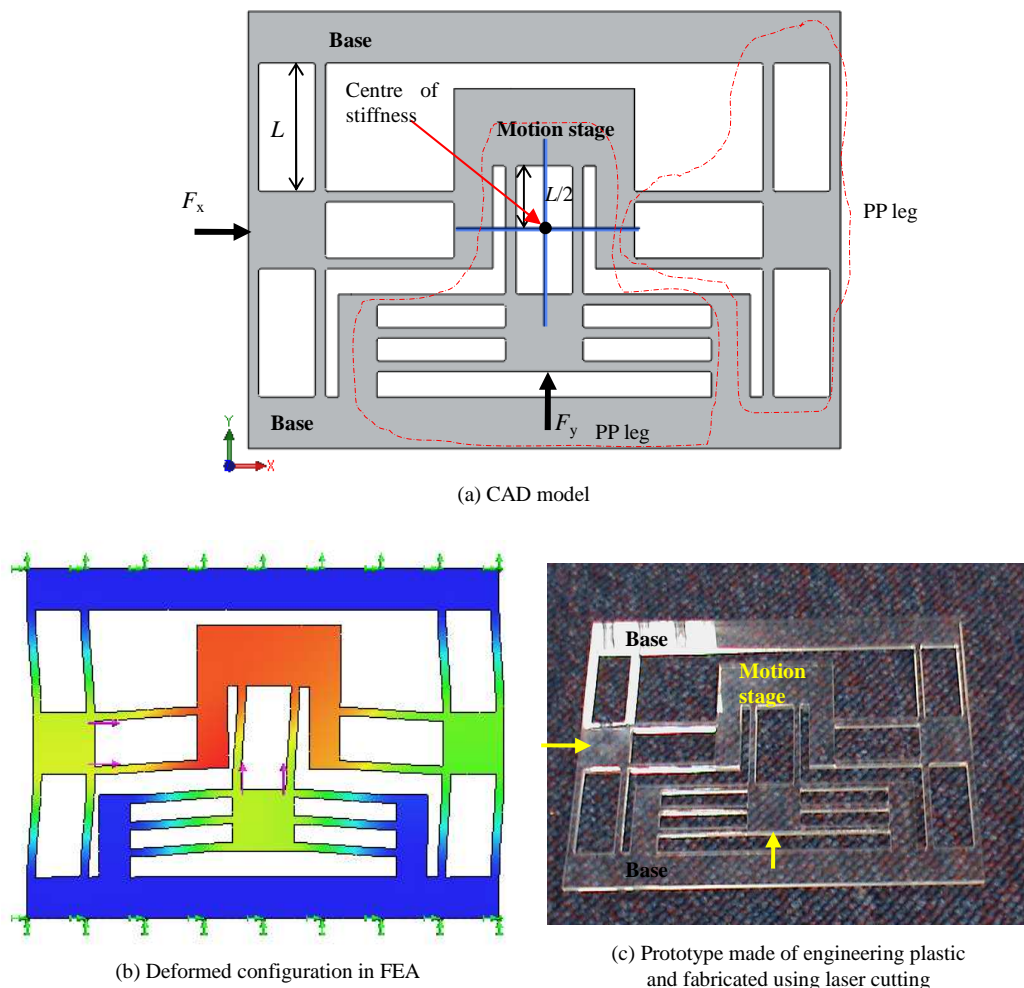 Base
Centre of
stiffness
Motion stage
L
L/2
Fx
PP leg
Base
Fy
PP leg
Y
X
(a) CAD model
Base
Motion
stage
Base
(b) Deformed configuration in FEA
(c) Prototype made of engineering plastic
and fabricated using laser cutting